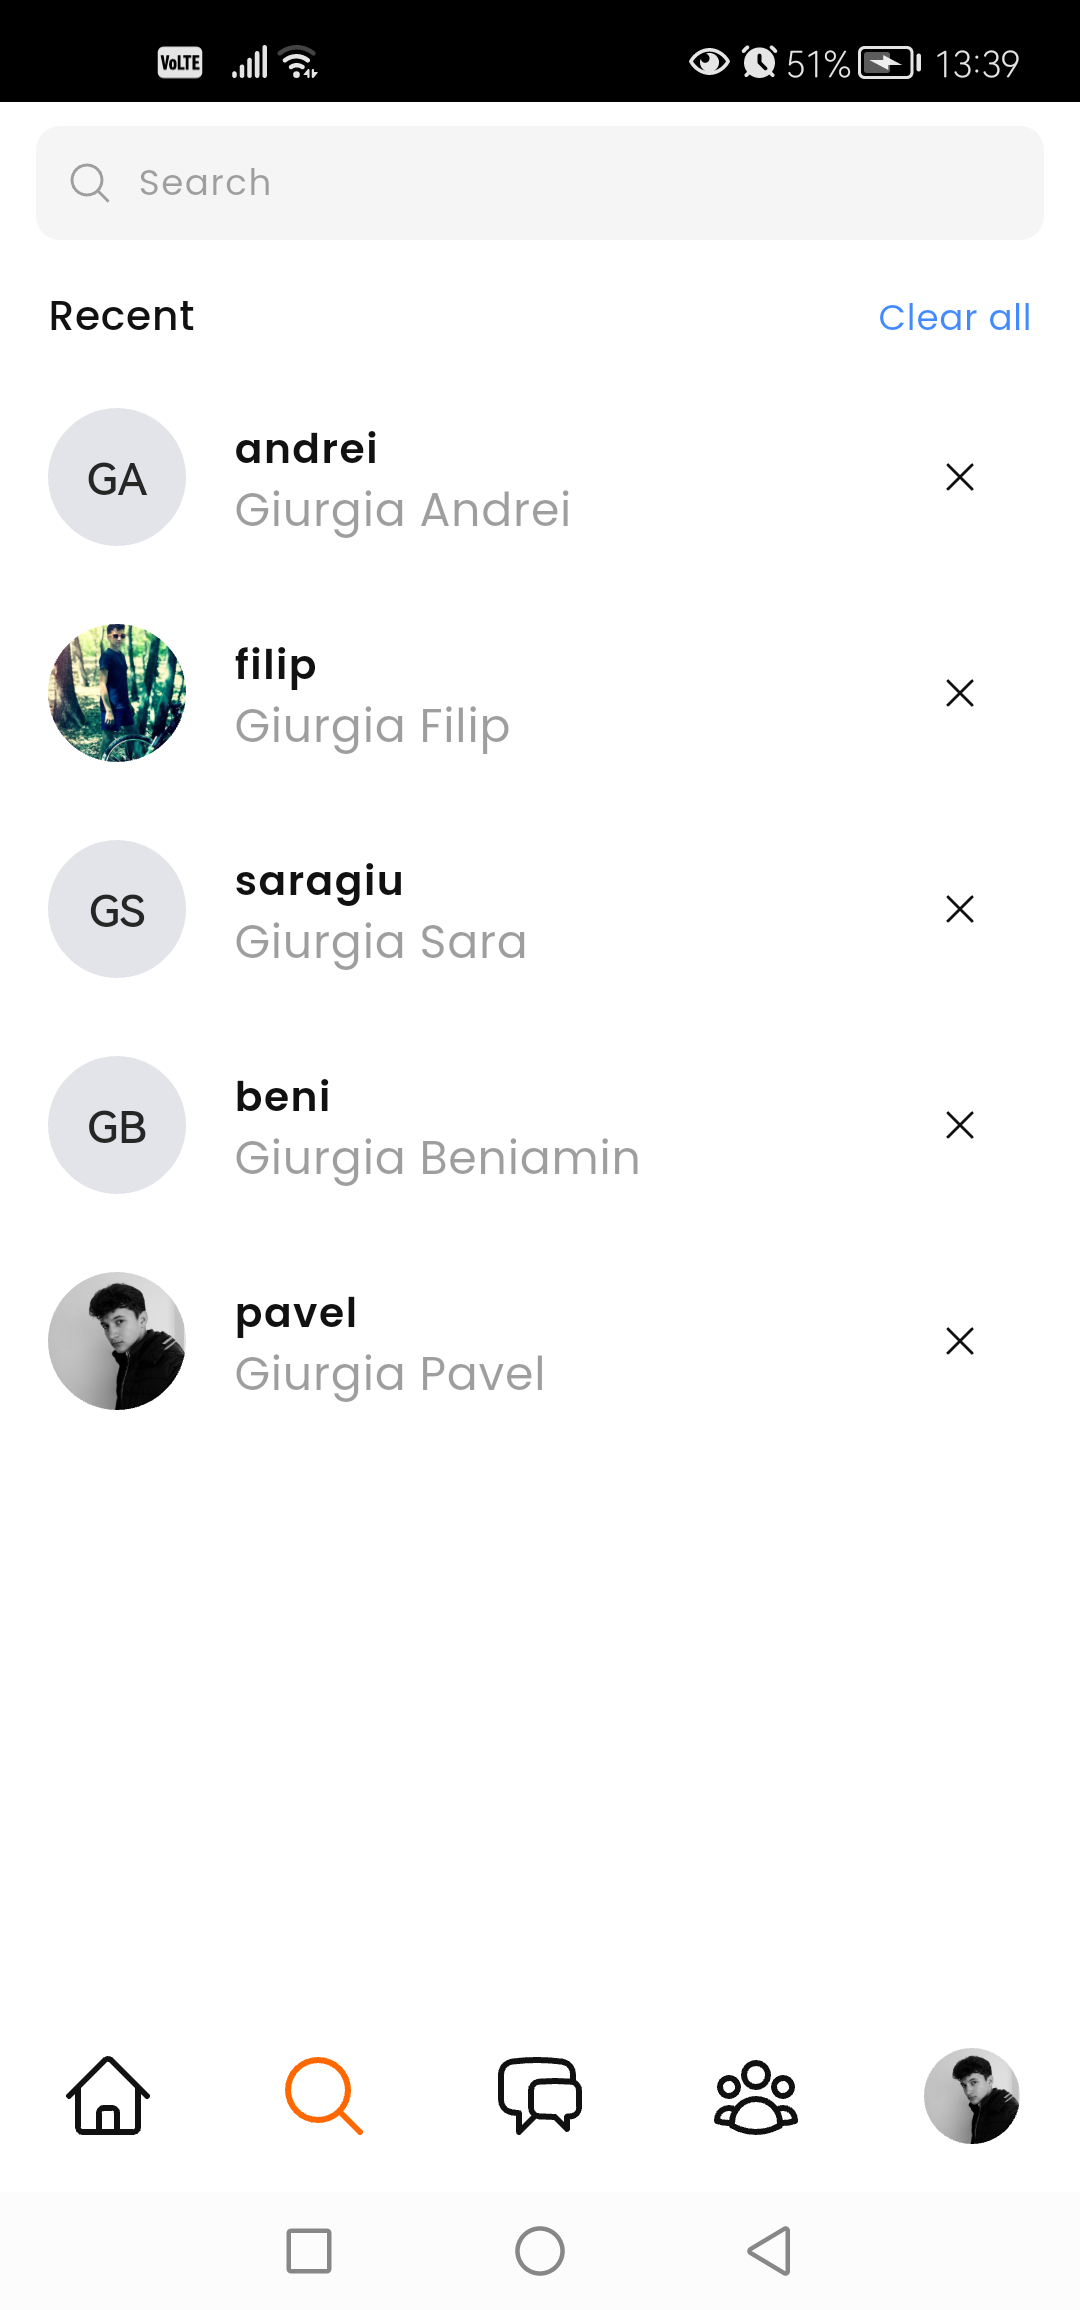 VoLTE 51% 13:39
Search
Recent Clear all
GA
andrei
Giurgia Andrei
filip
Giurgia Filip
GS
saragiu
Giurgia Sara
GB
beni
Giurgia Beniamin
pavel
Giurgia Pavel